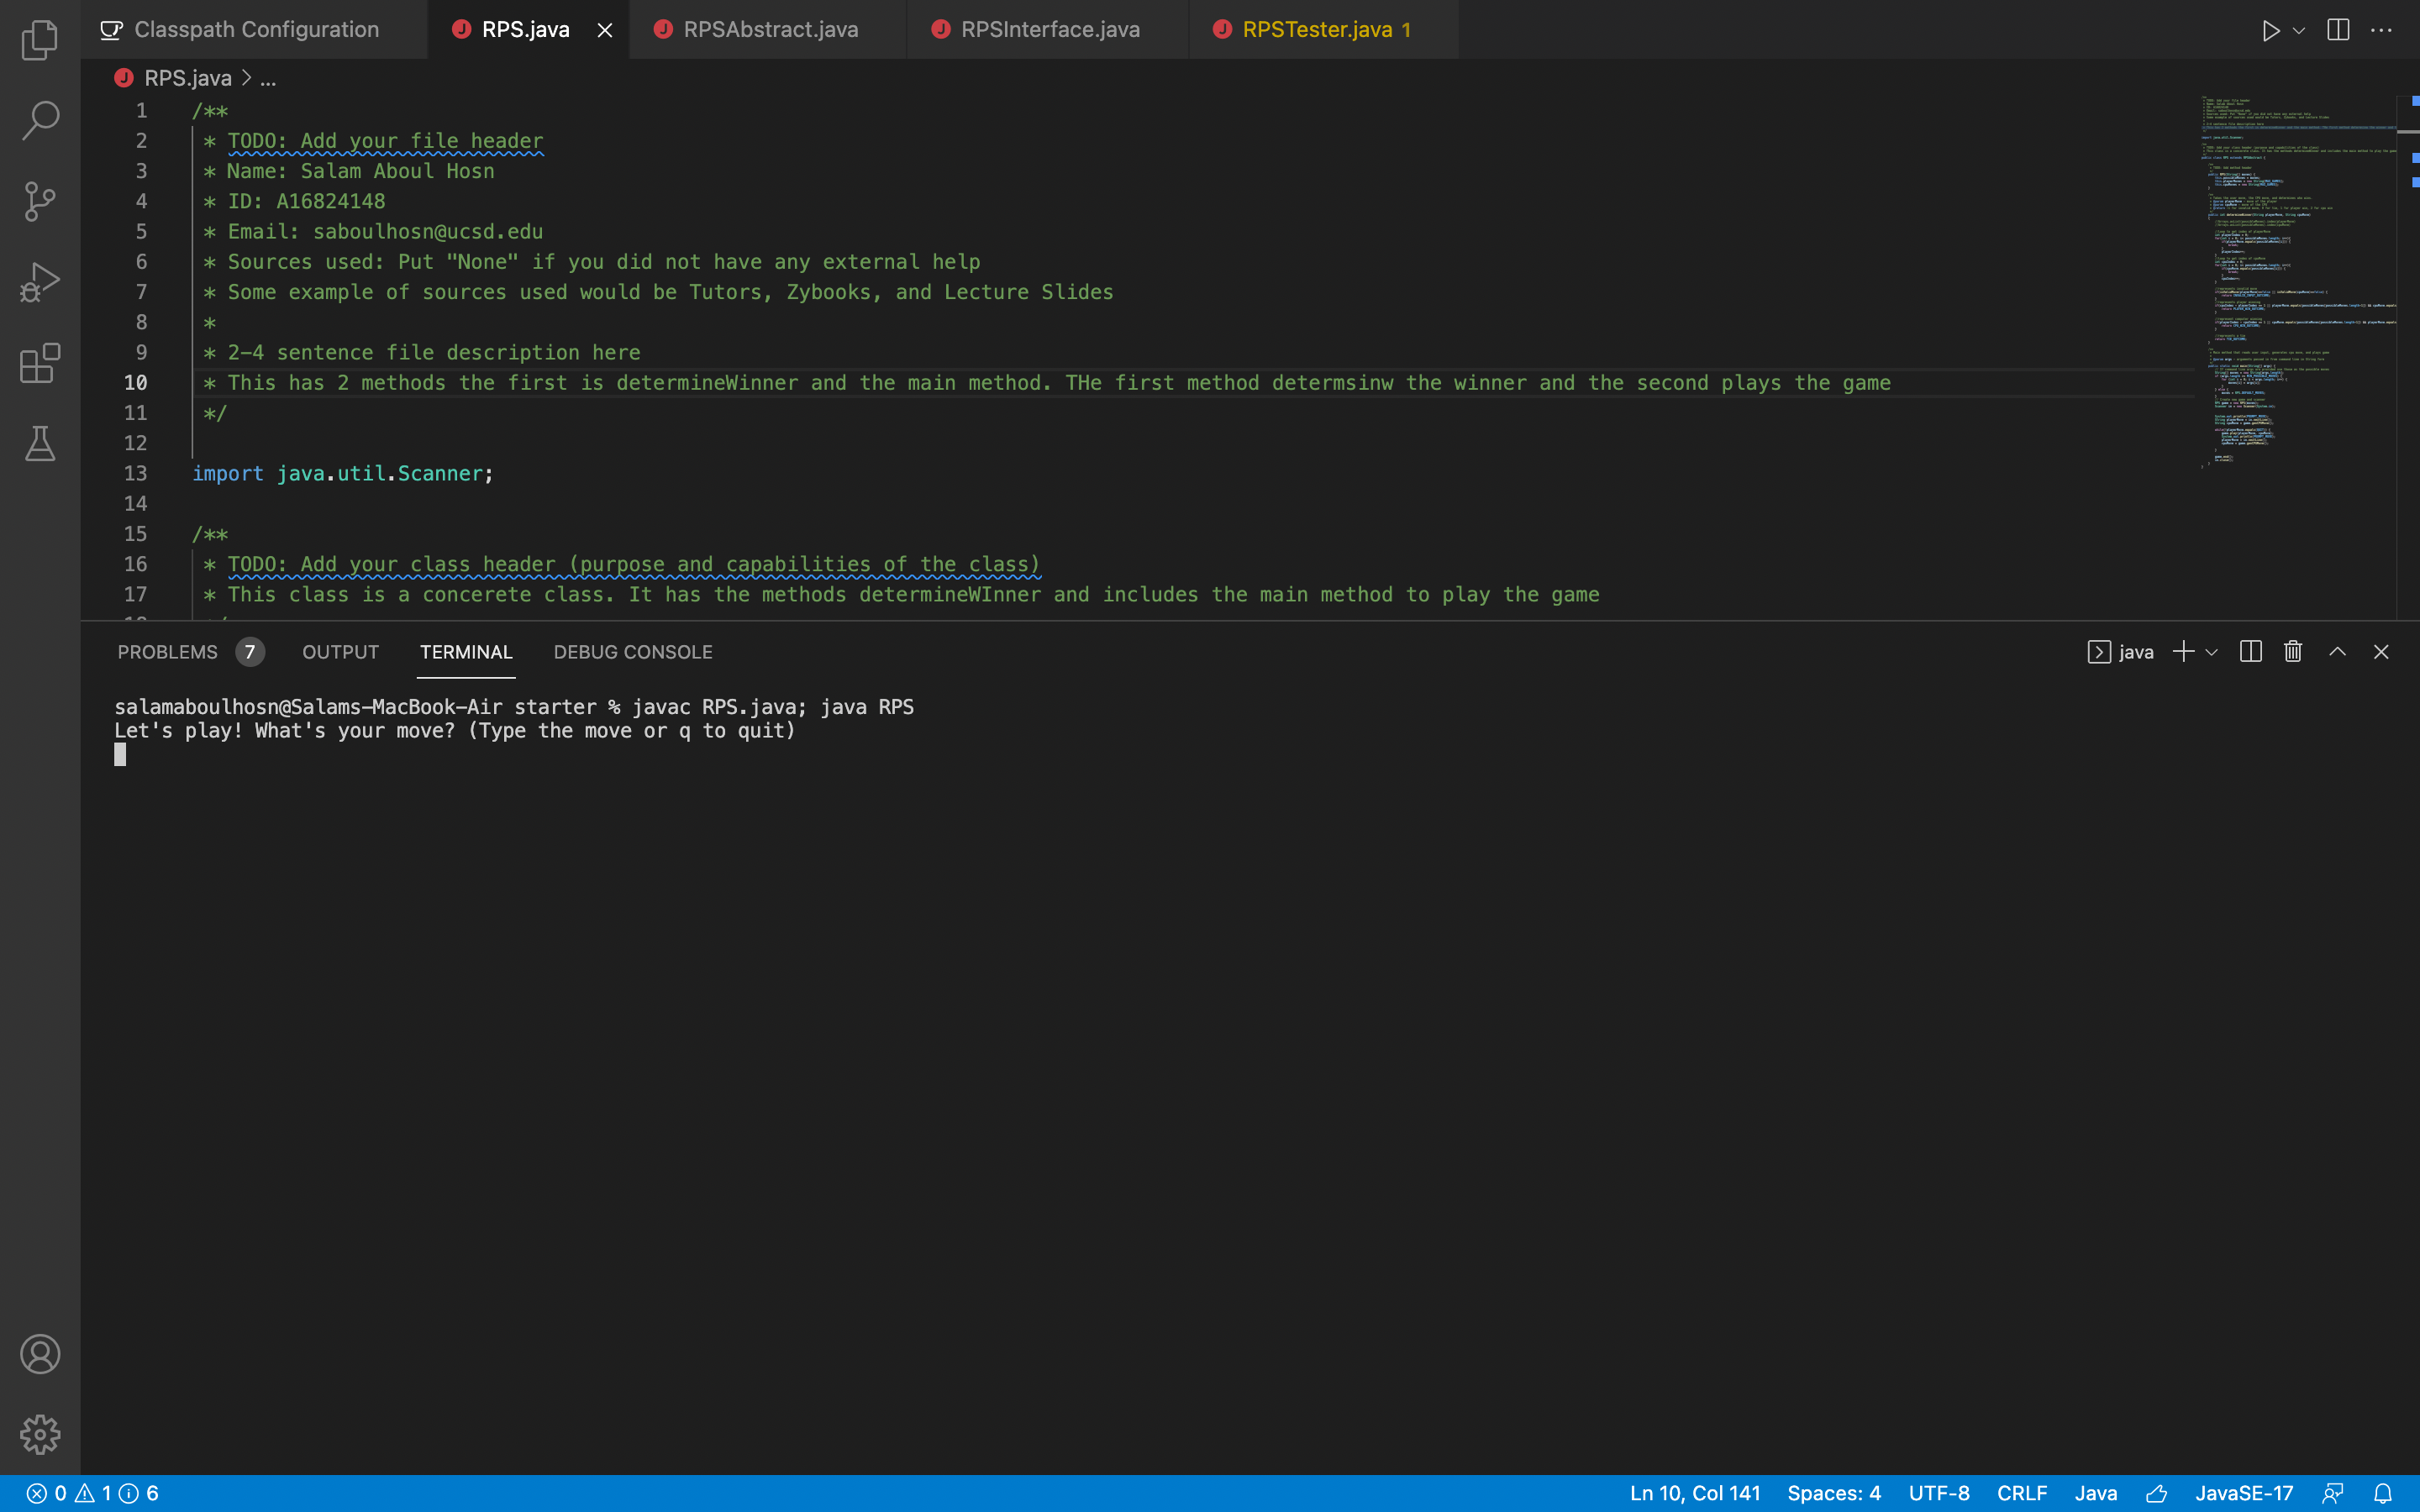 Classpath Configuration RPS.java RPSAbstract.java RPSInterface.java RPSTester.java 1
RPS.java > ...
1 /**
2 * TODO: Add your file header
3 * Name: Salam Aboul Hosn
4 * ID: A16824148
5 * Email: saboulhosn@ucsd.edu
6 * Sources used: Put "None" if you did not have any external help
7 * Some example of sources used would be Tutors, Zybooks, and Lecture Slides
8 *
9 * 2-4 sentence file description here
10 * This has 2 methods the first is determineWinner and the main method. THe first method determsinw the winner and the second plays the game
11 */
12
13 import java.util.Scanner;
14
15 /**
16 * TODO: Add your class header (purpose and capabilities of the class)
17 * This class is a concerete class. It has the methods determineWInner and includes the main method to play the game
PROBLEMS 7 OUTPUT TERMINAL DEBUG CONSOLE java
salamaboulhosn@Salams-MacBook-Air starter % javac RPS.java; java RPS
Let's play! What's your move? (Type the move or q to quit)
0 1 6 Ln 10, Col 141 Spaces: 4 UTF-8 CRLF Java JavaSE-17